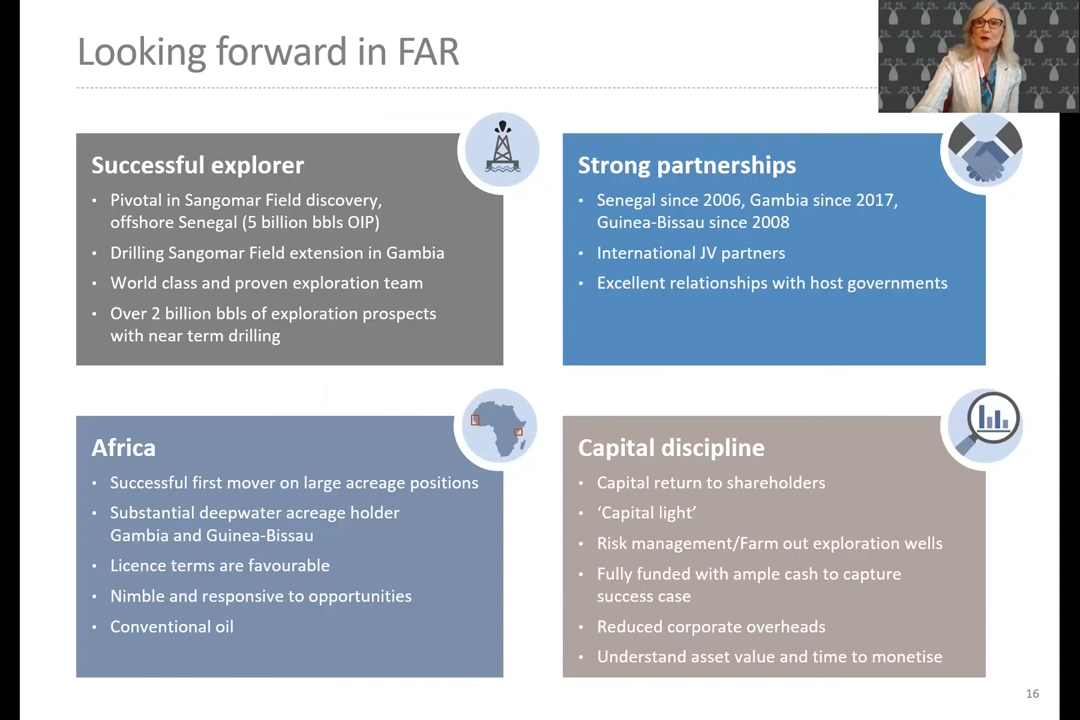 Looking forward in FAR
Successful explorer
• Pivotal in Sangomar Field discovery,
offshore Senegal (5 billion bbls OIP)
• Drilling Sangomar Field extension in Gambia
• World class and proven exploration team
• Over 2 billion bbls of exploration prospects
with near term drilling
Strong partnerships
• Senegal since 2006, Gambia since 2017,
Guinea-Bissau since 2008
• International JV partners
• Excellent relationships with host governments
Africa
• Successful first mover on large acreage positions
• Substantial deepwater acreage holder
Gambia and Guinea-Bissau
• Licence terms are favourable
• Nimble and responsive to opportunities
• Conventional oil
Capital discipline
• Capital return to shareholders
• ‘Capital light’
• Risk management/Farm out exploration wells
• Fully funded with ample cash to capture
success case
• Reduced corporate overheads
• Understand asset value and time to monetise
16